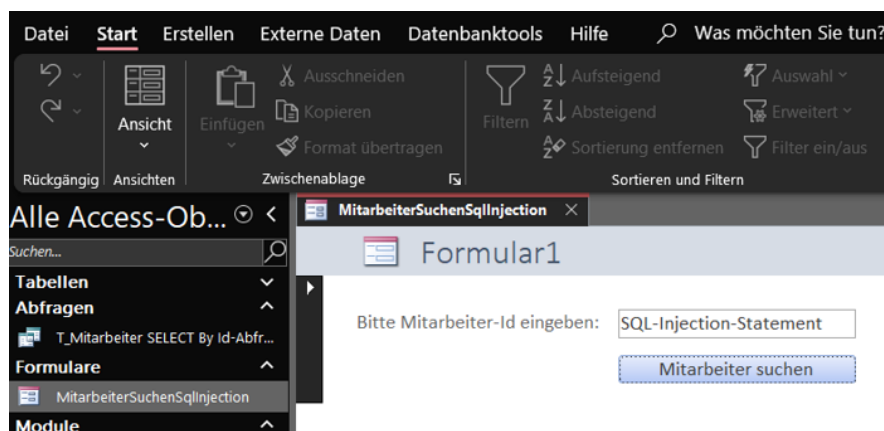 Datei Start Erstellen Externe Daten Datenbanktools Hilfe Was möchten Sie tun?
Ausschneiden
Kopieren
Format übertragen
Ansicht
Einfügen
Filtern
Aufsteigend
Absteigend
Sortierung entfernen
Auswahl
Erweitert
Filter ein/aus
Rückgängig Ansichten Zwischenablage Sortieren und Filtern
Alle Access-Ob...
Suchen...
Tabellen
Abfragen
T_Mitarbeiter SELECT By Id-Abfr...
Formulare
MitarbeiterSuchenSqlInjection
Module
MitarbeiterSuchenSqlInjection
Formular1
Bitte Mitarbeiter-Id eingeben: SQL-Injection-Statement
Mitarbeiter suchen